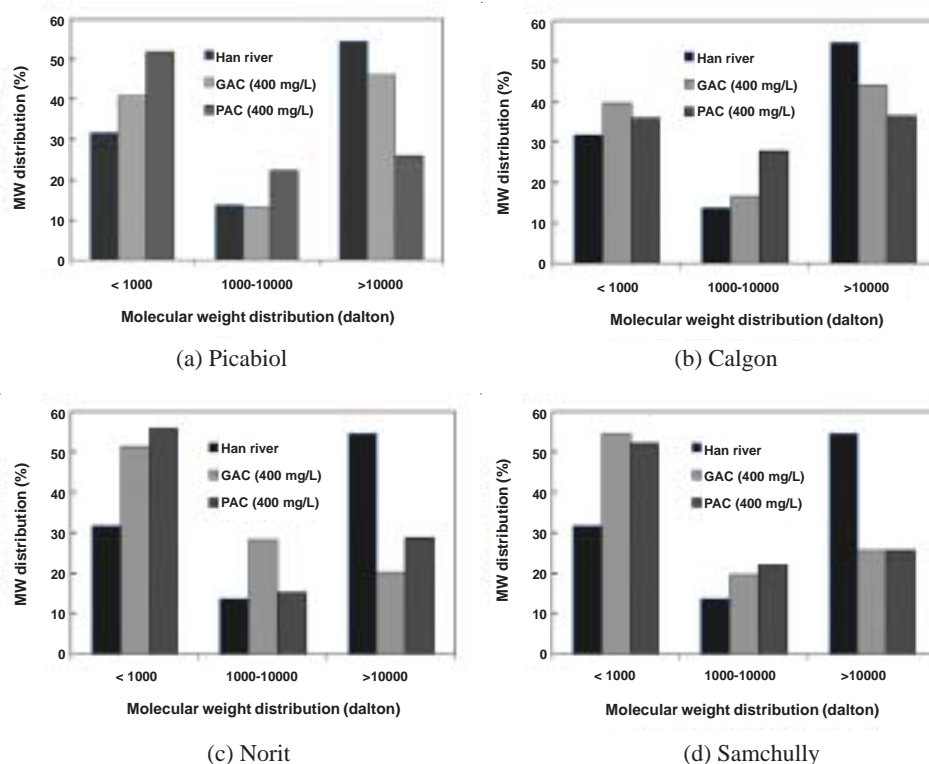 60
50
40
30
20
10
0
MW distribution (%)
Han river
GAC (400 mg/L)
PAC (400 mg/L)
< 1000
1000-10000
>10000
Molecular weight distribution (dalton)
(a) Picabiol
60
50
40
30
20
10
0
MW distribution (%)
Han river
GAC (400 mg/L)
PAC (400 mg/L)
< 1000
1000-10000
>10000
Molecular weight distribution (dalton)
(b) Calgon
60
50
40
30
20
10
0
MW distribution (%)
Han river
GAC (400 mg/L)
PAC (400 mg/L)
< 1000
1000-10000
>10000
Molecular weight distribution (dalton)
(c) Norit
60
50
40
30
20
10
0
MW distribution (%)
Han river
GAC (400 mg/L)
PAC (400 mg/L)
< 1000
1000-10000
>10000
Molecular weight distribution (dalton)
(d) Samchully